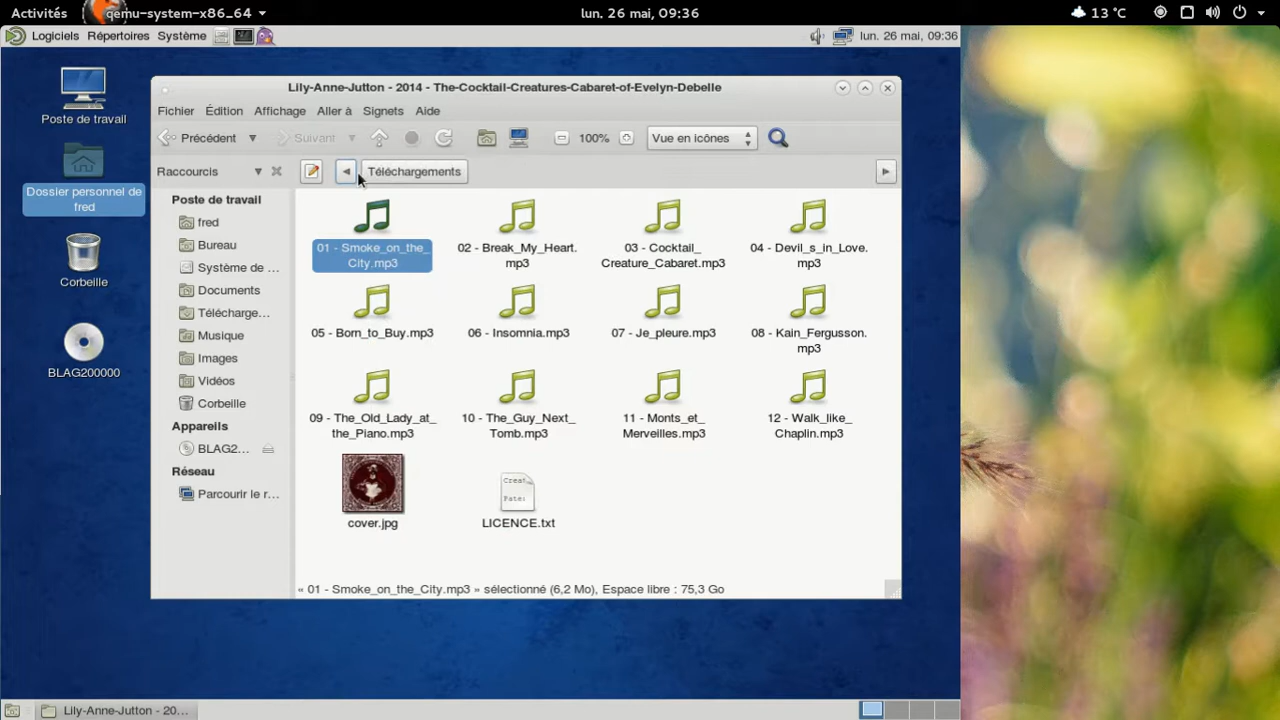 Activités qemu-system-x86_64 lun. 26 mai, 09:36 13 °C
Logiciels Répertoires Système lun. 26 mai, 09:36
Lily-Anne-Jutton - 2014 - The-Cocktail-Creatures-Cabaret-of-Evelyn-Debelle
Fichier Édition Affichage Aller à Signets Aide
Précédent Suivant 100% Vue en icônes
Raccourcis Téléchargements
Poste de travail
Dossier personnel de
fred
Corbeille
BLAG200000
Poste de travail
fred
Bureau
Système de ...
Documents
Télécharge...
Musique
Images
Vidéos
Corbeille
Appareils
BLAG2...
Réseau
Parcourir le r...
01 - Smoke_on_the_
City.mp3
02 - Break_My_Heart.
mp3
03 - Cocktail_
Creature_Cabaret.mp3
04 - Devil_s_in_Love.
mp3
05 - Born_to_Buy.mp3
06 - Insomnia.mp3
07 - Je_pleure.mp3
08 - Kain_Fergusson.
mp3
09 - The_Old_Lady_at_
the_Piano.mp3
10 - The_Guy_Next_
Tomb.mp3
11 - Monts_et_
Merveilles.mp3
12 - Walk_like_
Chaplin.mp3
cover.jpg
Creat
Pate:
LICENCE.txt
« 01 - Smoke_on_the_City.mp3 » sélectionné (6,2 Mo), Espace libre : 75,3 Go
Lily-Anne-Jutton - 20...